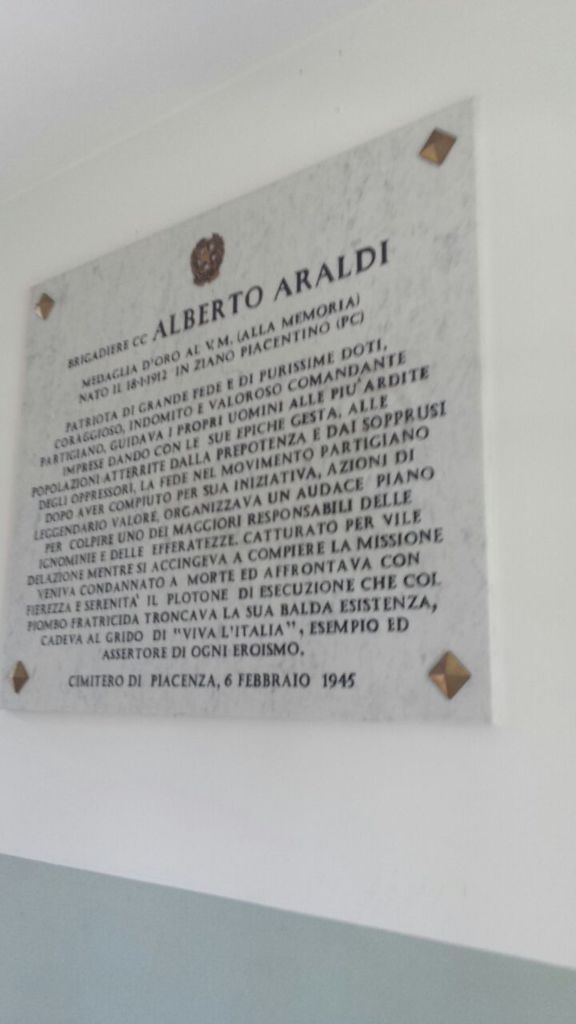 BRIGADIERE CC ALBERTO ARALDI
MEDAGLIA D'ORO AL V.M. (ALLA MEMORIA)
NATO IL 18-1-1912 IN ZIANO PIACENTINO (PC)
PATRIOTA DI GRANDE FEDE E DI PURISSIME DOTI,
CORAGGIOSO, INDOMITO E VALOROSO COMANDANTE
PARTIGIANO, GUIDAVA I PROPRI UOMINI ALLE PIU' ARDITE
IMPRESE DANDO CON LE SUE EPICHE GESTA, ALLE
POPOLAZIONI ATTERRITE DALLA PREPOTENZA E DAI SOPPRUSI
DEGLI OPPRESSORI, LA FEDE NEL MOVIMENTO PARTIGIANO
DOPO AVER COMPIUTO PER SUA INIZIATIVA, AZIONI DI
LEGGENDARIO VALORE, ORGANIZZAVA UN AUDACE PIANO
PER COLPIRE UNO DEI MAGGIORI RESPONSABILI DELLE
IGNOMINIE E DELLE EFFERATEZZE. CATTURATO PER VILE
DELAZIONE MENTRE SI ACCINGEVA A COMPIERE LA MISSIONE
VENIVA CONDANNATO A MORTE ED AFFRONTAVA CON
FIEREZZA E SERENITA' IL PLOTONE DI ESECUZIONE CHE COL
PIOMBO FRATRICIDA TRONCAVA LA SUA BALDA ESISTENZA,
CADEVA AL GRIDO DI "VIVA L'ITALIA", ESEMPIO ED
ASSERTORE DI OGNI EROISMO.
CIMITERO DI PIACENZA, 6 FEBBRAIO 1945